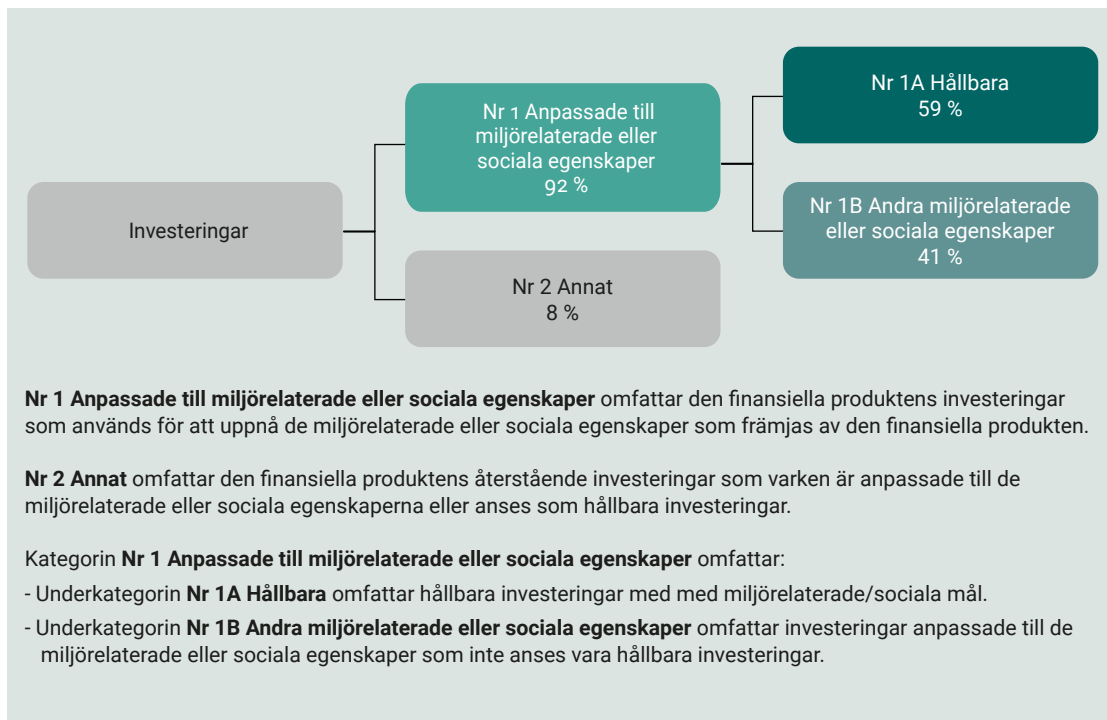 Nr 1A Hållbara
59 %
Nr 1 Anpassade till
miljörelaterade eller
sociala egenskaper
92 %
Investeringar
Nr 1B Andra miljörelaterade
eller sociala egenskaper
41 %
Nr 2 Annat
8 %
Nr 1 Anpassade till miljörelaterade eller sociala egenskaper omfattar den finansiella produktens investeringar
som används för att uppnå de miljörelaterade eller sociala egenskaper som främjas av den finansiella produkten.
Nr 2 Annat omfattar den finansiella produktens återstående investeringar som varken är anpassade till de
miljörelaterade eller sociala egenskaperna eller anses som hållbara investeringar.
Kategorin Nr 1 Anpassade till miljörelaterade eller sociala egenskaper omfattar:
- Underkategorin Nr 1A Hållbara omfattar hållbara investeringar med med miljörelaterade/sociala mål.
- Underkategorin Nr 1B Andra miljörelaterade eller sociala egenskaper omfattar investeringar anpassade till de
miljörelaterade eller sociala egenskaper som inte anses vara hållbara investeringar.